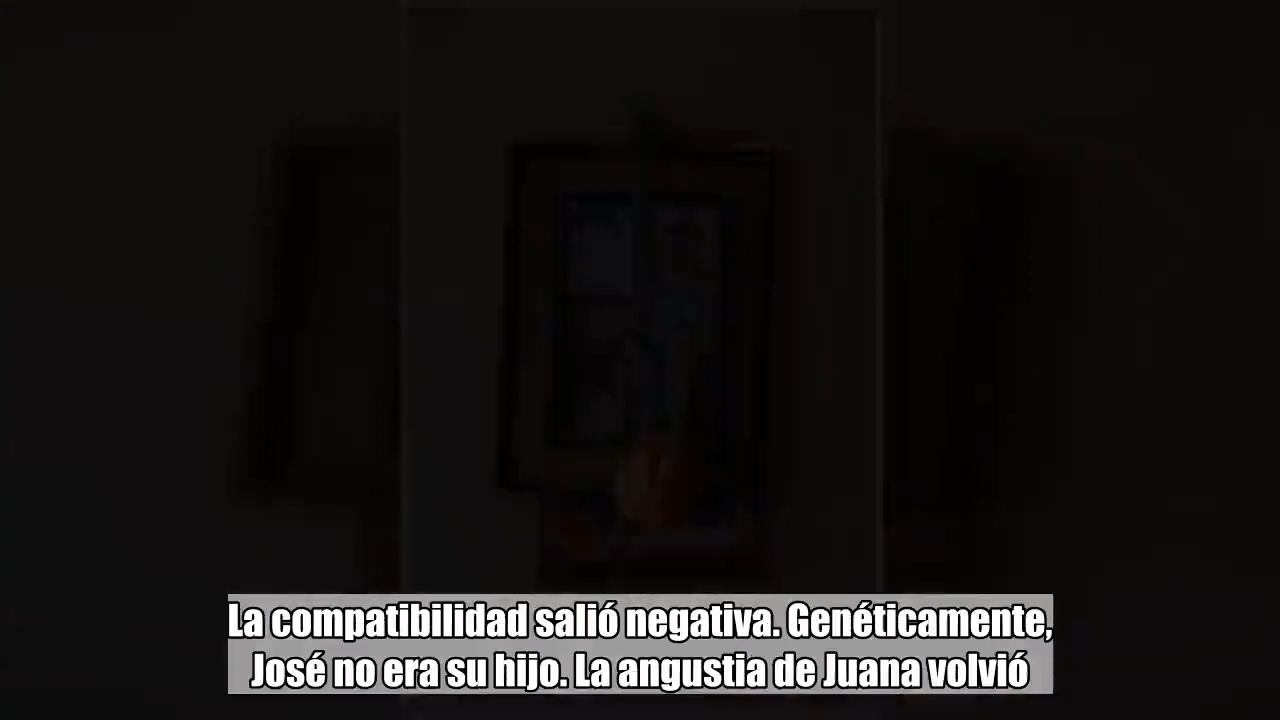 La compatibilidad salió negativa. Genéticamente,
José no era su hijo. La angustia de Juana volvió